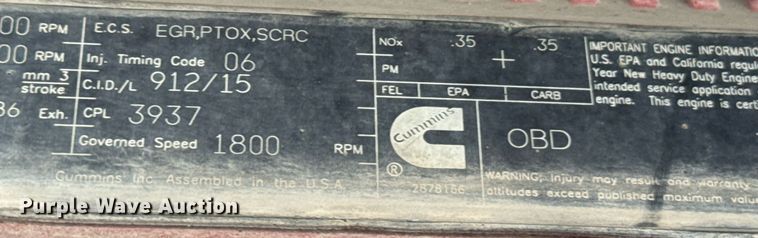 00 RPM E.C.S. EGR,PTOX,SCRC
00 RPM Inj. Timing Code 06
mm 3 stroke C.I.D./L 912/15
86 Exh. CPL 3937
Governed Speed 1800 RPM
Cummins Inc. Assembled in the U.S.A.
NOx .35 + .35
PM
FEL EPA CARB
Cummins ®
OBD
2878156
IMPORTANT ENGINE INFORMATIO
U.S. EPA and California regul
Year New Heavy Duty Engine
intended service application
engine. This engine is cert
WARNING; Injury may result and warranty
altitudes exceed published maximum value
Purple Wave Auction